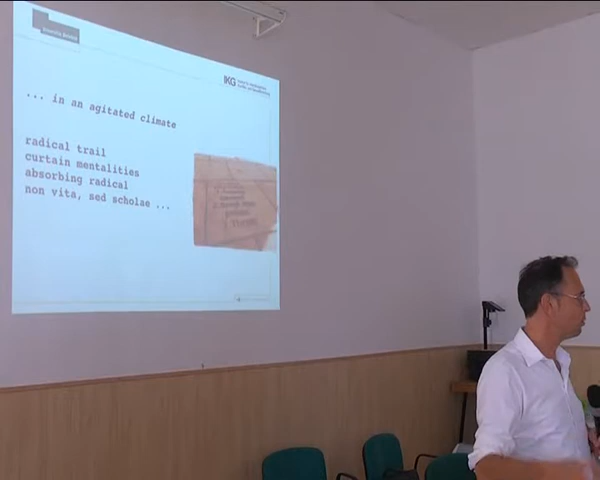 IKG
... in an agitated climate
radical trail
curtain mentalities
absorbing radical
non vita, sed scholae ...